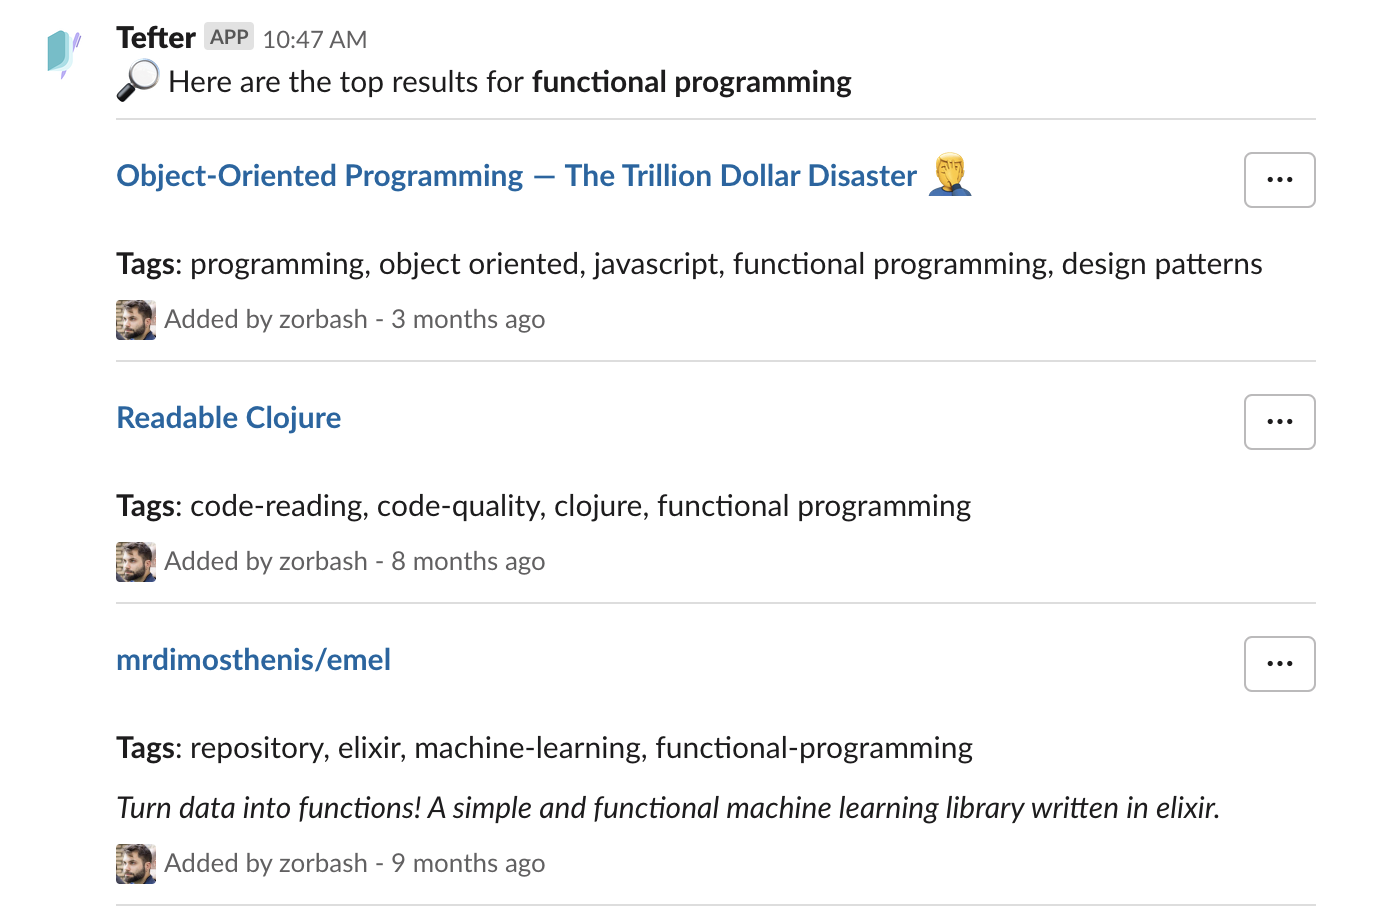 Tefter APP 10:47 AM
Here are the top results for functional programming
Object-Oriented Programming — The Trillion Dollar Disaster
Tags: programming, object oriented, javascript, functional programming, design patterns
Added by zorbash - 3 months ago
Readable Clojure
Tags: code-reading, code-quality, clojure, functional programming
Added by zorbash - 8 months ago
mrdimosthenis/emel
Tags: repository, elixir, machine-learning, functional-programming
Turn data into functions! A simple and functional machine learning library written in elixir.
Added by zorbash - 9 months ago